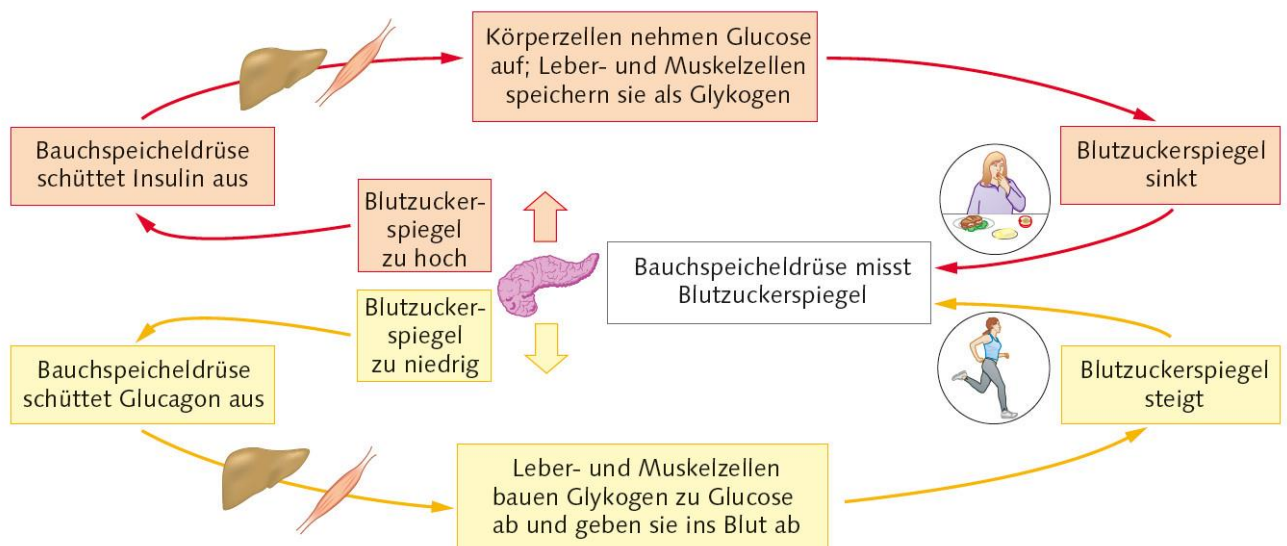 Körperzellen nehmen Glucose
auf; Leber- und Muskelzellen
speichern sie als Glykogen
Bauchspeicheldrüse
schüttet Insulin aus
Blutzuckerspiegel
sinkt
Blutzucker-
spiegel
zu hoch
Bauchspeicheldrüse misst
Blutzuckerspiegel
Blutzucker-
spiegel
zu niedrig
Bauchspeicheldrüse
schüttet Glucagon aus
Blutzuckerspiegel
steigt
Leber- und Muskelzellen
bauen Glykogen zu Glucose
ab und geben sie ins Blut ab